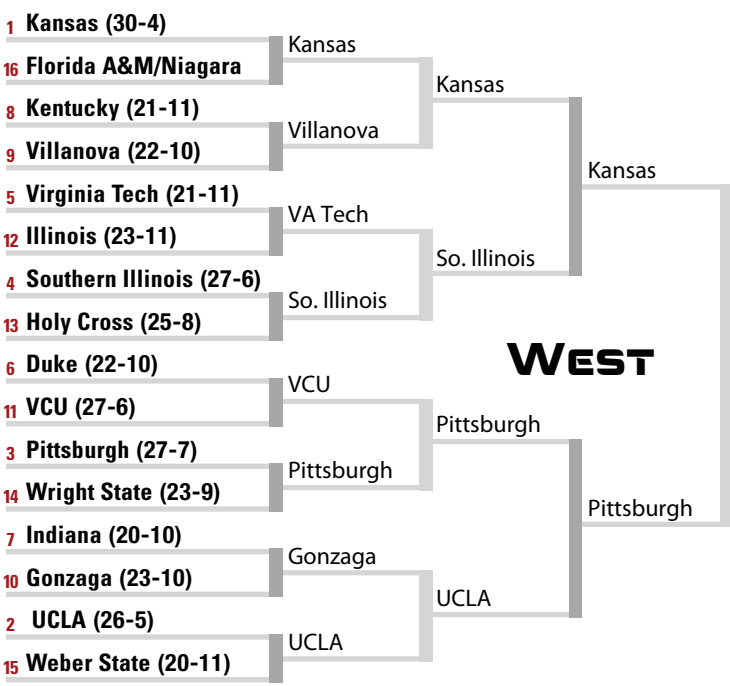 1 Kansas (30-4)
16 Florida A&M/Niagara
8 Kentucky (21-11)
9 Villanova (22-10)
5 Virginia Tech (21-11)
12 Illinois (23-11)
4 Southern Illinois (27-6)
13 Holy Cross (25-8)
6 Duke (22-10)
11 VCU (27-6)
3 Pittsburgh (27-7)
14 Wright State (23-9)
7 Indiana (20-10)
10 Gonzaga (23-10)
2 UCLA (26-5)
15 Weber State (20-11)
Kansas
Villanova
VA Tech
So. Illinois
VCU
Pittsburgh
Gonzaga
UCLA
Kansas
So. Illinois
Pittsburgh
UCLA
Kansas
Pittsburgh
WEST